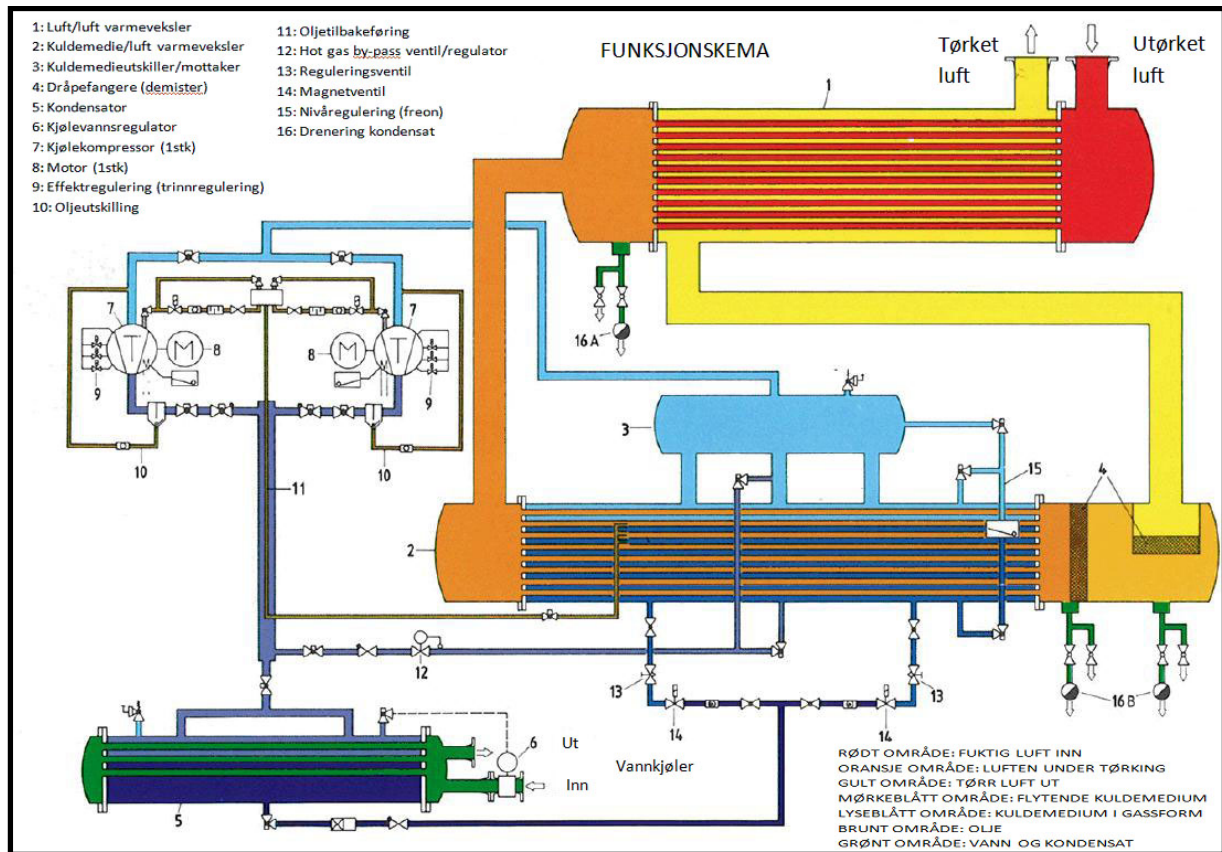 1: Luft/luft varmeveksler
2: Kuldemedie/luft varmeveksler
3: Kuldemedieutskiller/mottaker
4: Dråpefangere (demister)
5: Kondensator
6: Kjølevannsregulator
7: Kjølekompressor (1stk)
8: Motor (1stk)
9: Effektregulering (trinnregulering)
10: Oljeutskilling
11: Oljetilbakeføring
12: Hot gas by-pass ventil/regulator
13: Reguleringsventil
14: Magnetventil
15: Nivåregulering (freon)
16: Drenering kondensat
FUNKSJONSKEMA
Tørket
luft
Utørket
luft
1
16A
7
T
M
8
9
10
7
T
M
8
9
10
11
3
15
4
2
12
13
13
14
14
16B
6
Ut
Vannkjøler
Inn
5
RØDT OMRÅDE: FUKTIG LUFT INN
ORANSJE OMRÅDE: LUFTEN UNDER TØRKING
GULT OMRÅDE: TØRR LUFT UT
MØRKEBLÅTT OMRÅDE: FLYTENDE KULDEMEDIUM
LYSEBLÅTT OMRÅDE: KULDEMEDIUM I GASSFORM
BRUNT OMRÅDE: OLJE
GRØNT OMRÅDE: VANN OG KONDENSAT